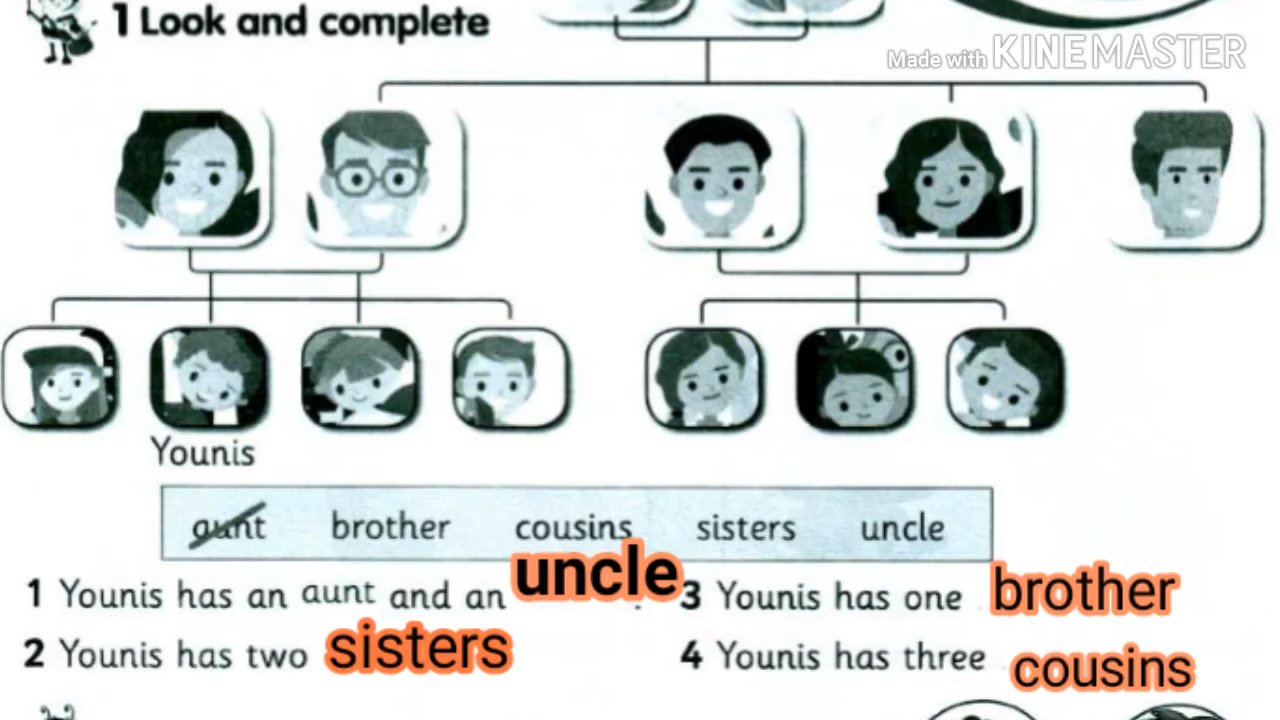 1 Look and complete
Made with KINEMASTER
Younis
aunt brother cousins sisters uncle
1 Younis has an aunt and an uncle.
2 Younis has two sisters
3 Younis has one brother
4 Younis has three cousins